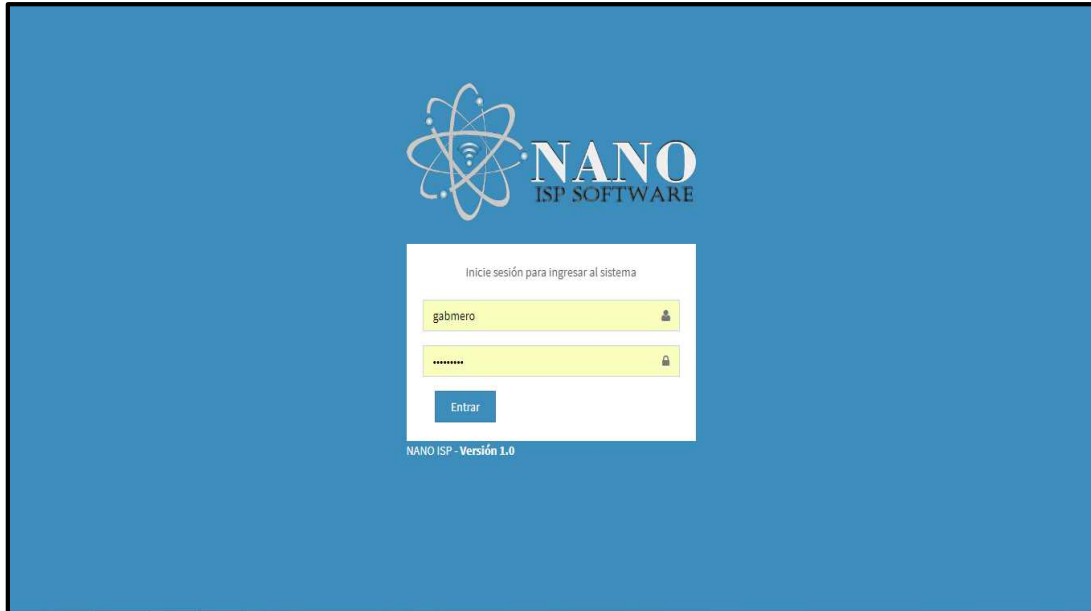 NANO
ISP SOFTWARE
Inicie sesión para ingresar al sistema
gabmero
•••••••••
Entrar
NANO ISP - Versión 1.0